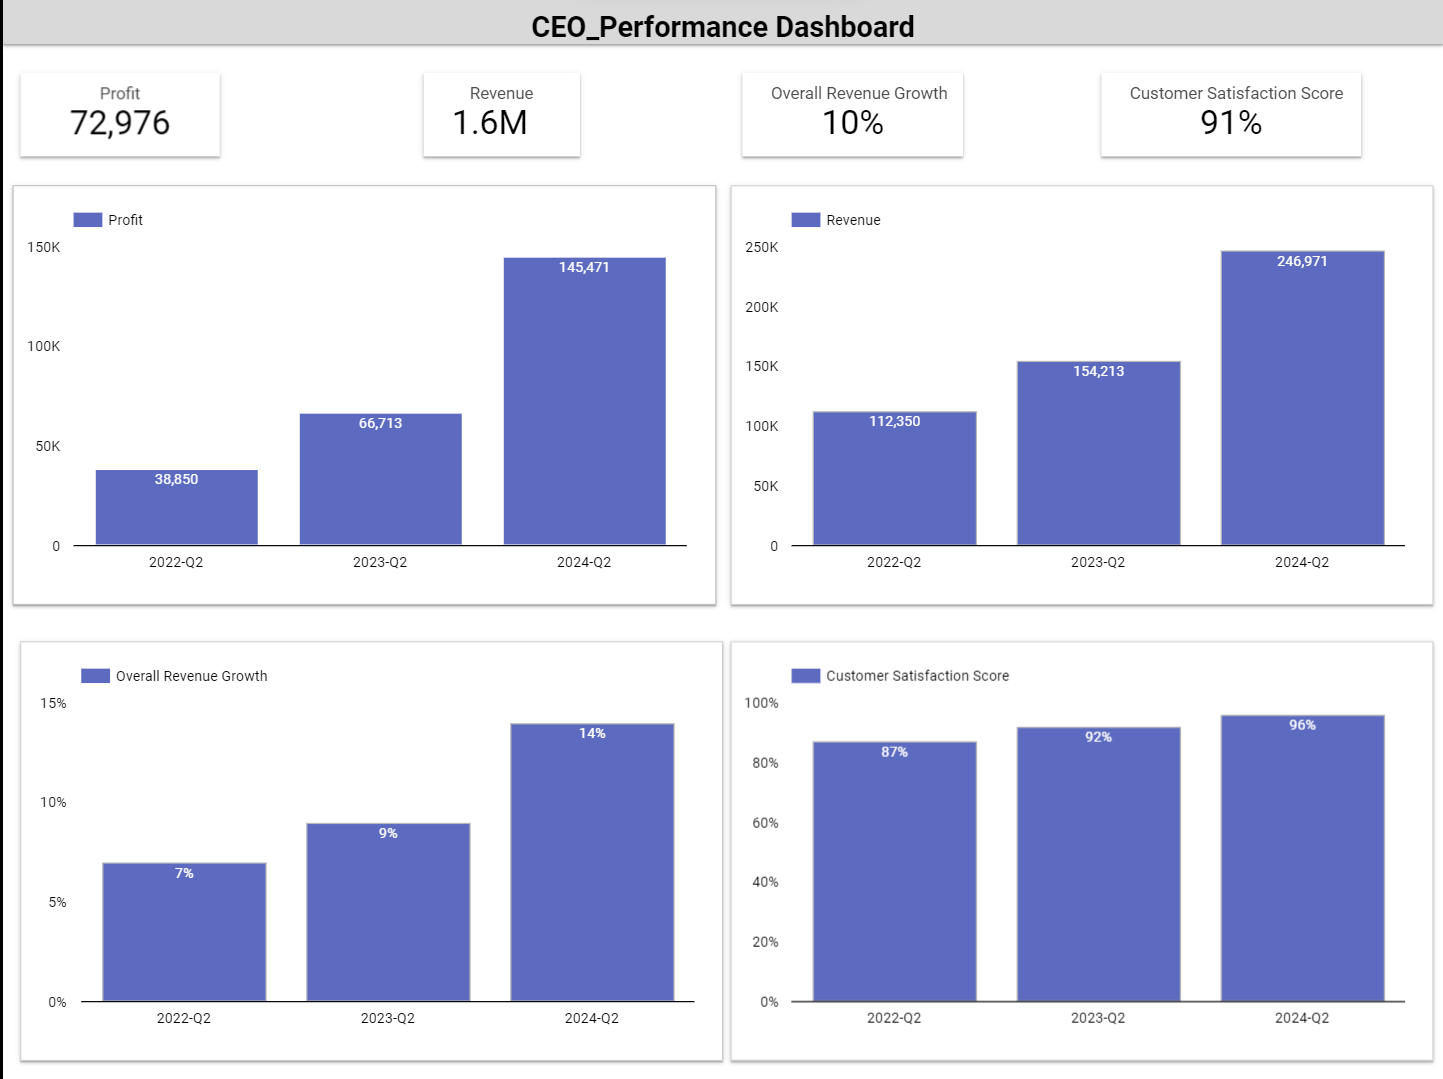 CEO_Performance Dashboard
Profit
72,976
Revenue
1.6M
Overall Revenue Growth
10%
Customer Satisfaction Score
91%
Profit
150K
100K
50K
0
145,471
66,713
38,850
2022-Q2 2023-Q2 2024-Q2
Revenue
250K
200K
150K
100K
50K
0
246,971
154,213
112,350
2022-Q2 2023-Q2 2024-Q2
Overall Revenue Growth
15%
10%
5%
0%
14%
9%
7%
2022-Q2 2023-Q2 2024-Q2
Customer Satisfaction Score
100%
80%
60%
40%
20%
0%
96%
92%
87%
2022-Q2 2023-Q2 2024-Q2